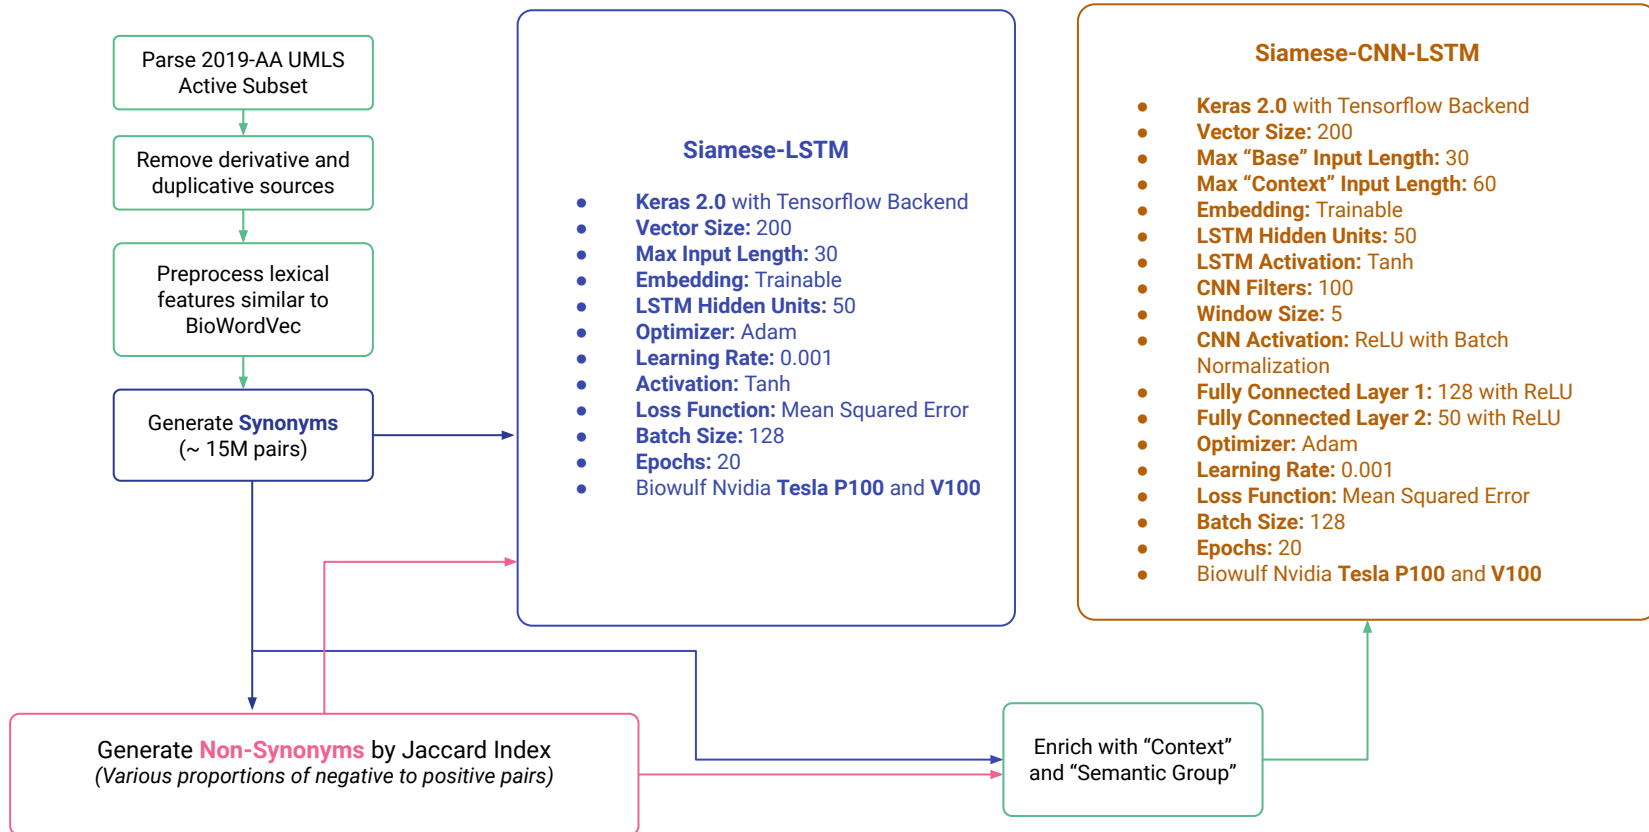 Parse 2019-AA UMLS
Active Subset
Remove derivative and
duplicative sources
Preprocess lexical
features similar to
BioWordVec
Generate Synonyms
(~ 15M pairs)
Generate Non-Synonyms by Jaccard Index
(Various proportions of negative to positive pairs)
Siamese-LSTM
● Keras 2.0 with Tensorflow Backend
● Vector Size: 200
● Max Input Length: 30
● Embedding: Trainable
● LSTM Hidden Units: 50
● Optimizer: Adam
● Learning Rate: 0.001
● Activation: Tanh
● Loss Function: Mean Squared Error
● Batch Size: 128
● Epochs: 20
● Biowulf Nvidia Tesla P100 and V100
Enrich with “Context”
and “Semantic Group”
Siamese-CNN-LSTM
● Keras 2.0 with Tensorflow Backend
● Vector Size: 200
● Max “Base” Input Length: 30
● Max “Context” Input Length: 60
● Embedding: Trainable
● LSTM Hidden Units: 50
● LSTM Activation: Tanh
● CNN Filters: 100
● Window Size: 5
● CNN Activation: ReLU with Batch
Normalization
● Fully Connected Layer 1: 128 with ReLU
● Fully Connected Layer 2: 50 with ReLU
● Optimizer: Adam
● Learning Rate: 0.001
● Loss Function: Mean Squared Error
● Batch Size: 128
● Epochs: 20
● Biowulf Nvidia Tesla P100 and V100